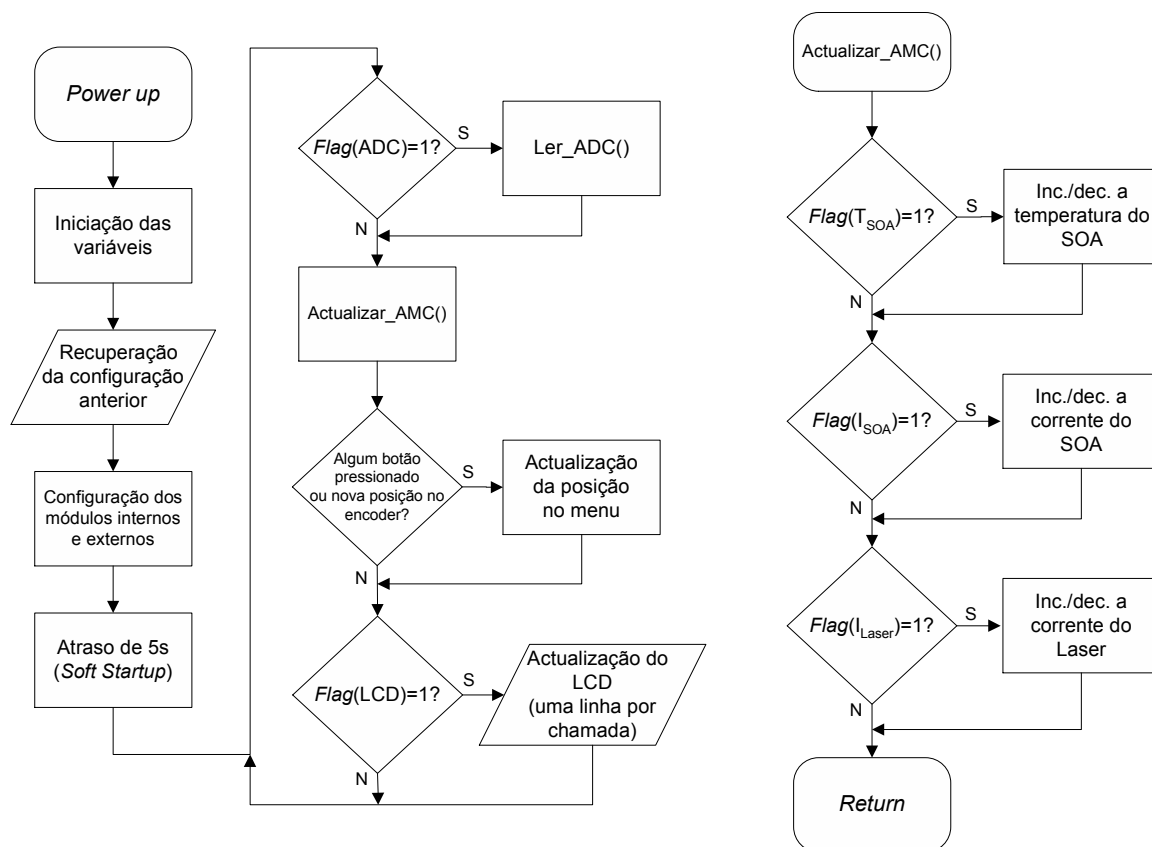 Power up
Iniciação das
variáveis
Recuperação
da configuração
anterior
Configuração dos
módulos internos
e externos
Atraso de 5s
(Soft Startup)
Flag(ADC)=1?
S
Ler_ADC()
N
Actualizar_AMC()
Algum botão
pressionado
ou nova posição no
encoder?
S
Actualização
da posição
no menu
N
Flag(LCD)=1?
S
Actualização do
LCD
(uma linha por
chamada)
N
Actualizar_AMC()
Flag(T_SOA)=1?
S
Inc./dec. a
temperatura do
SOA
N
Flag(I_SOA)=1?
S
Inc./dec. a
corrente do
SOA
N
Flag(I_Laser)=1?
S
Inc./dec. a
corrente do
Laser
N
Return